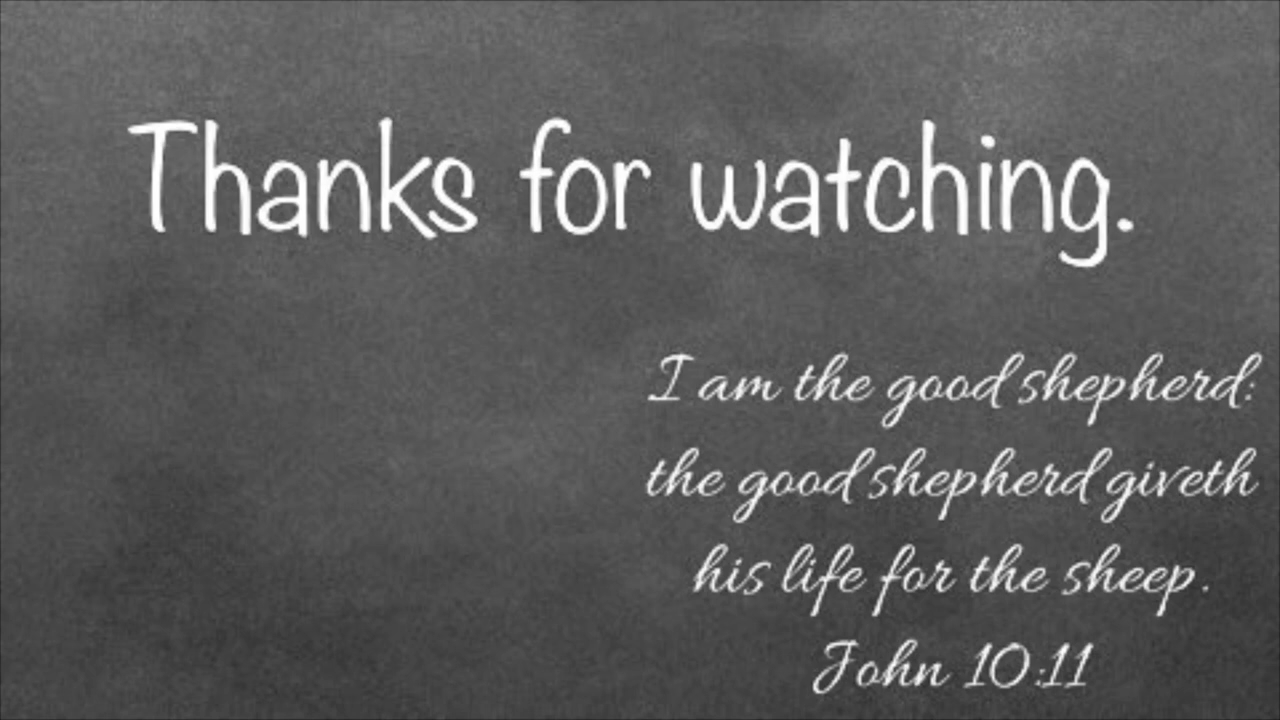 Thanks for watching.
I am the good shepherd:
the good shepherd giveth
his life for the sheep.
John 10:11